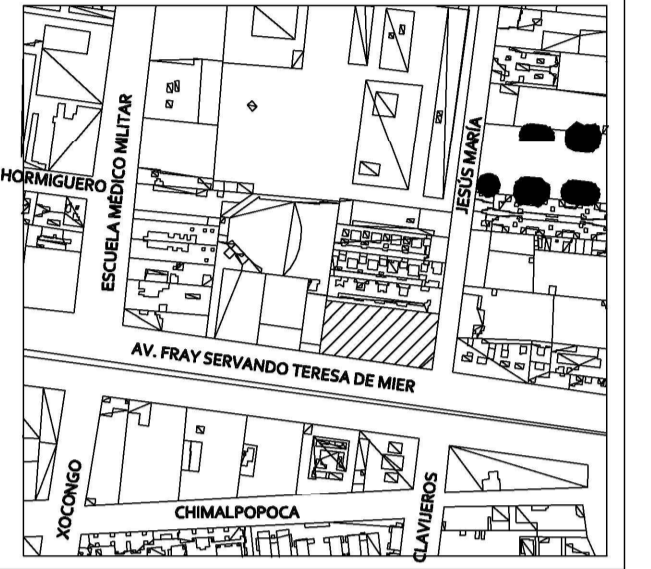 HORMIGUERO
ESCUELA MÉDICO MILITAR
JESÚS MARÍA
AV. FRAY SERVANDO TERESA DE MIER
XOCONGO
CHIMALPOPOCA
CLAVIJEROS